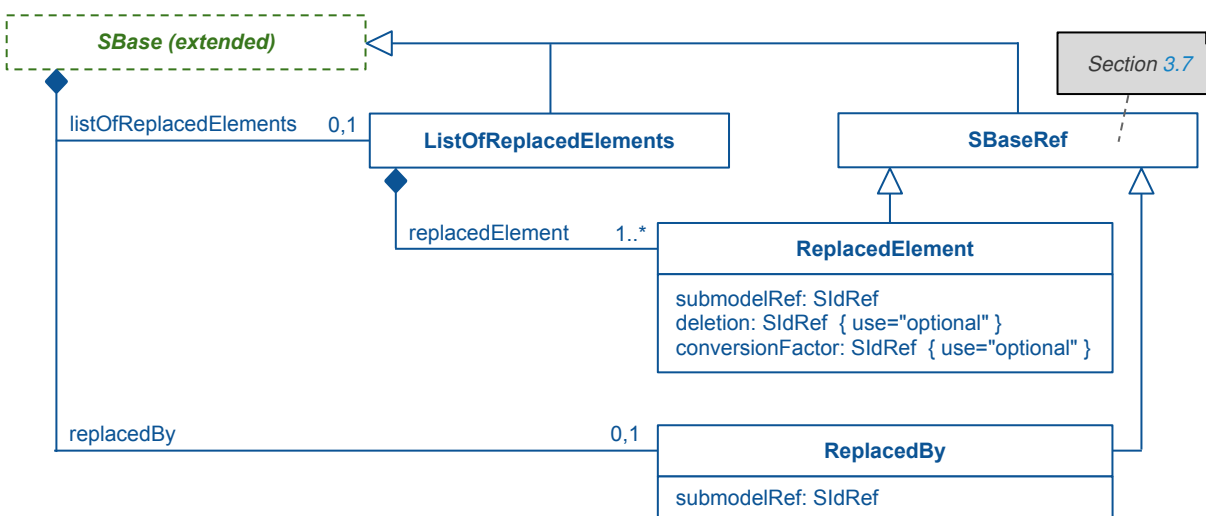 SBase (extended)
Section 3.7
listOfReplacedElements 0,1
ListOfReplacedElements
SBaseRef
replacedElement 1..*
ReplacedElement
submodelRef: SIdRef
deletion: SIdRef { use="optional" }
conversionFactor: SIdRef { use="optional" }
replacedBy 0,1
ReplacedBy
submodelRef: SIdRef